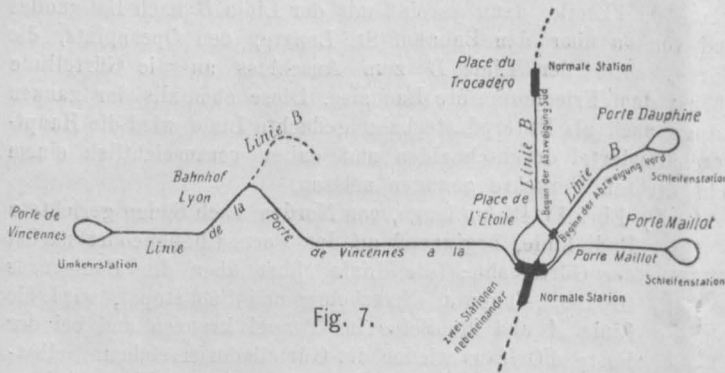 Place du
Trocadéro
Normale Station
Linie B
Beginn der Abzweigung Süd
Linie B
Beginn der Abzweigung Nord
Porte Dauphine
Schleifenstation
Linie B
Bahnhof
Lyon
Porte de
Vincennes
Umkehrstation
Linie de la Porte de Vincennes à la Porte Maillot
Place de
l'Etoile
Porte Maillot
Schleifenstation
zwei Stationen
nebeneinander
Normale Station
Fig. 7.